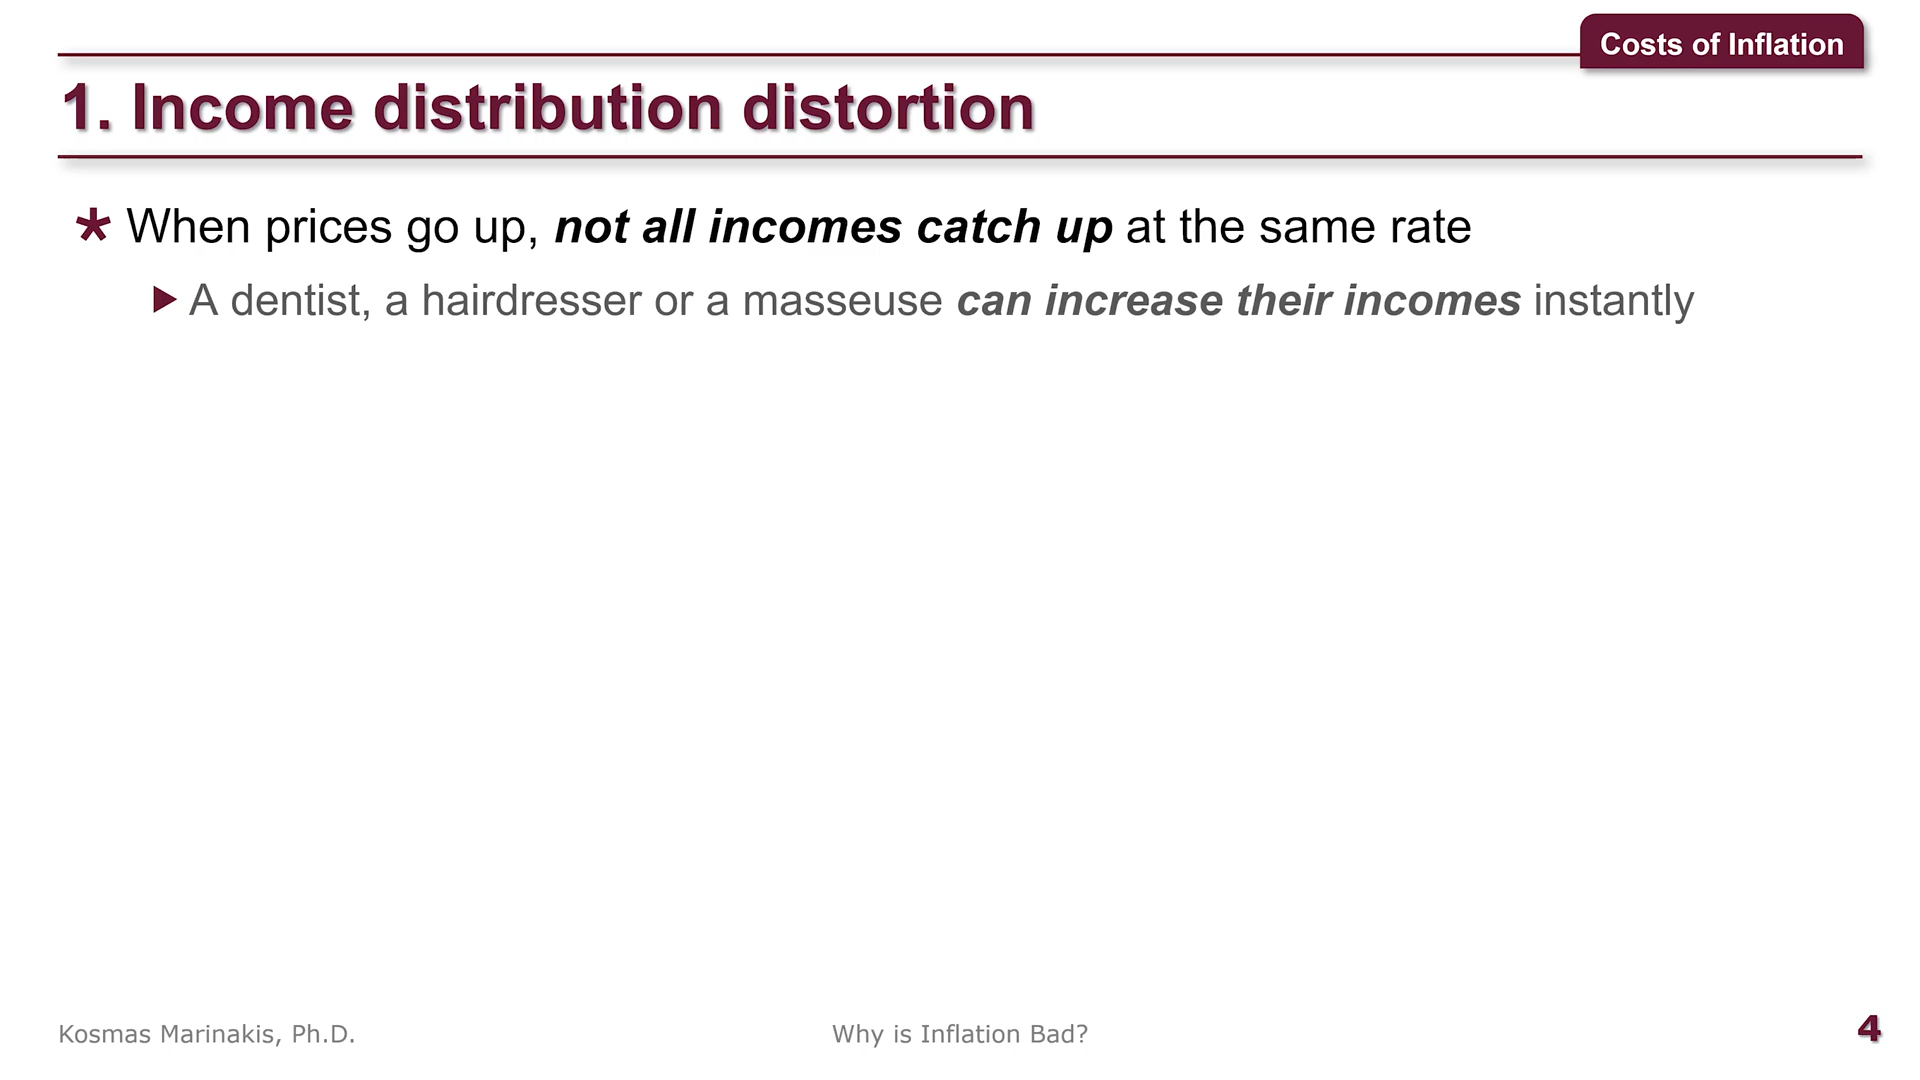 Costs of Inflation
1. Income distribution distortion
* When prices go up, not all incomes catch up at the same rate
A dentist, a hairdresser or a masseuse can increase their incomes instantly
Kosmas Marinakis, Ph.D.
Why is Inflation Bad?
4